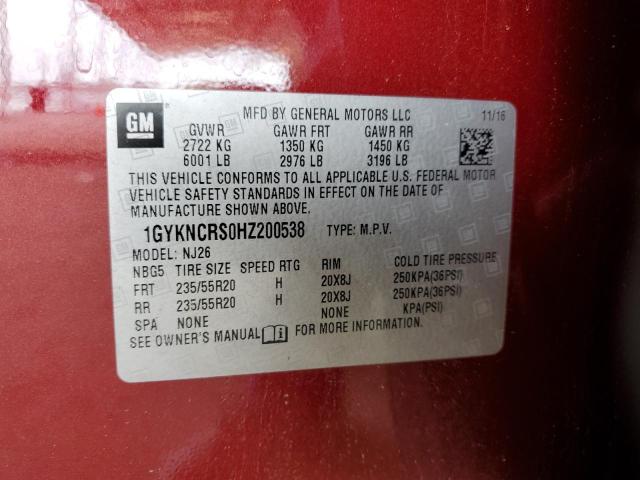 GM
MFD BY GENERAL MOTORS LLC 11/16
GVWR GAWR FRT GAWR RR
2722 KG 1350 KG 1450 KG
6001 LB 2976 LB 3196 LB
THIS VEHICLE CONFORMS TO ALL APPLICABLE U.S. FEDERAL MOTOR
VEHICLE SAFETY STANDARDS IN EFFECT ON THE DATE OF
MANUFACTURE SHOWN ABOVE.
1GYKNCRS0HZ200538 TYPE: M.P.V.
MODEL: NJ26
NBG5 TIRE SIZE SPEED RTG RIM COLD TIRE PRESSURE
FRT 235/55R20 H 20X8J 250KPA(36PSI)
RR 235/55R20 H 20X8J 250KPA(36PSI)
SPA NONE NONE KPA(PSI)
SEE OWNER'S MANUAL i FOR MORE INFORMATION.